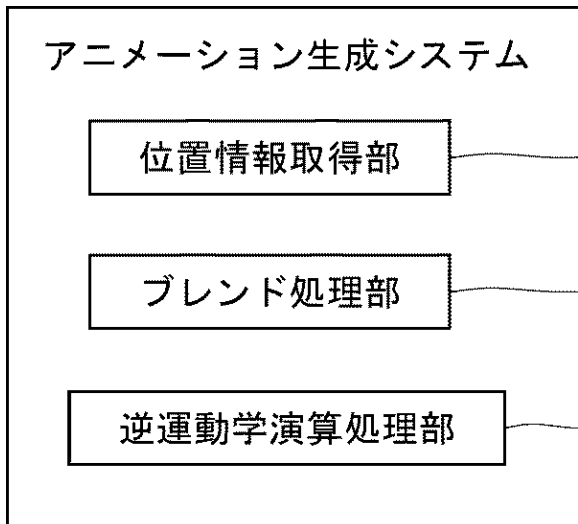 アニメーション生成システム
位置情報取得部
ブレンド処理部
逆運動学演算処理部